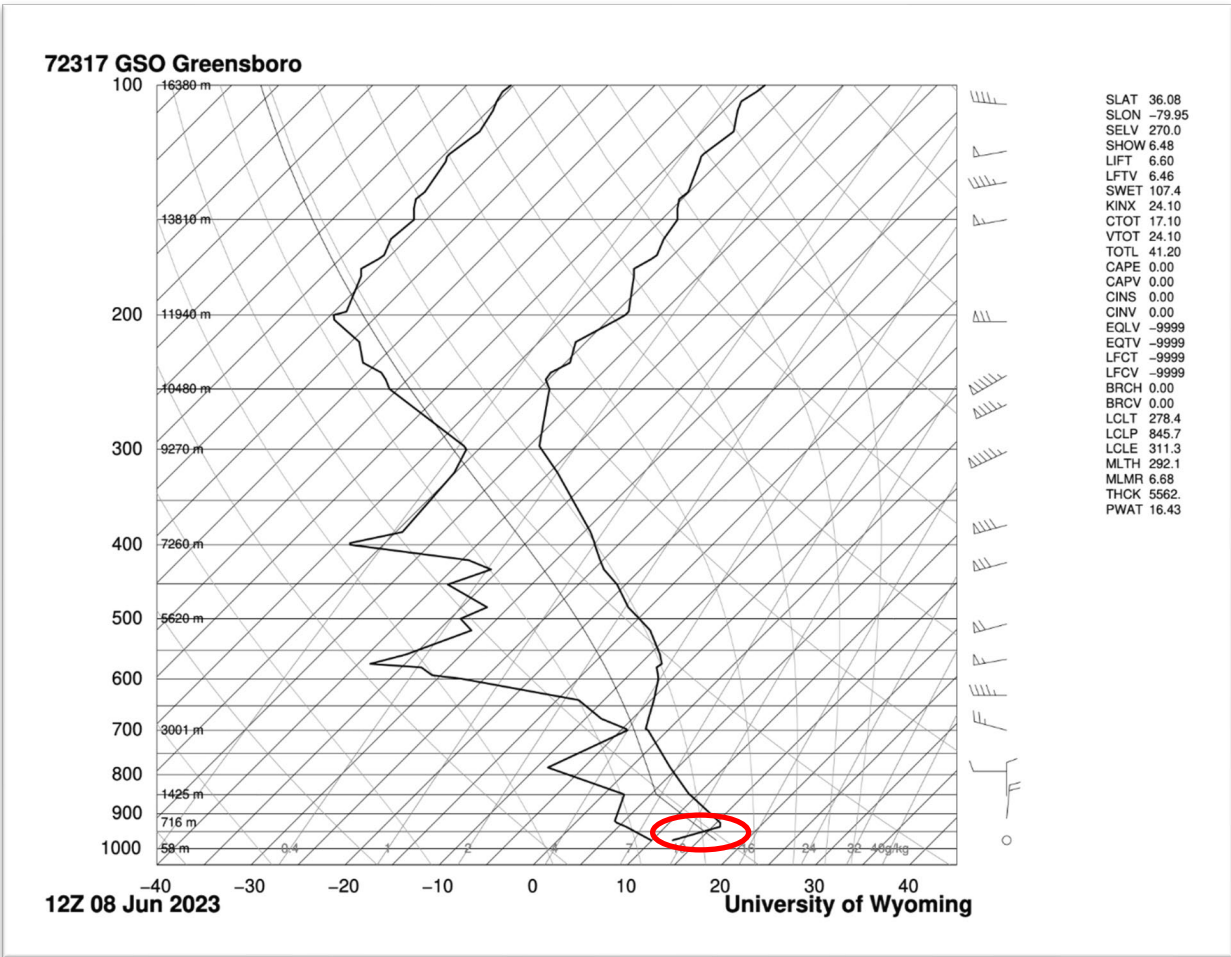 72317 GSO Greensboro
100
16380 m
13810 m
200
11940 m
10480 m
300
9270 m
400
7260 m
500
5620 m
600
700
3001 m
800
1425 m
900
716 m
1000
58 m
0.4 1 2 4 7 10 16 24 32 40g/kg
−40 −30 −20 −10 0 10 20 30 40
12Z 08 Jun 2023
University of Wyoming
SLAT 36.08
SLON −79.95
SELV 270.0
SHOW 6.48
LIFT 6.60
LFTV 6.46
SWET 107.4
KINX 24.10
CTOT 17.10
VTOT 24.10
TOTL 41.20
CAPE 0.00
CAPV 0.00
CINS 0.00
CINV 0.00
EQLV −9999
EQTV −9999
LFCT −9999
LFCV −9999
BRCH 0.00
BRCV 0.00
LCLT 278.4
LCLP 845.7
LCLE 311.3
MLTH 292.1
MLMR 6.68
THCK 5562.
PWAT 16.43